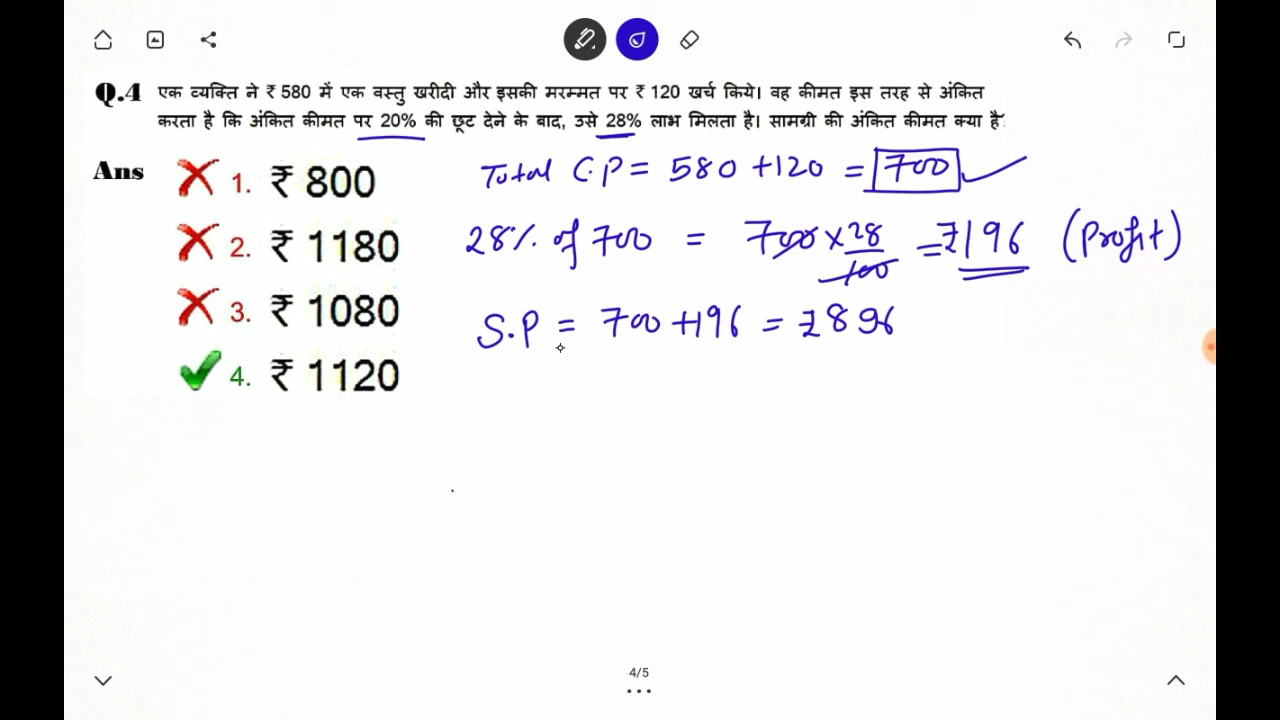 Q.4 एक व्यक्ति ने ₹ 580 में एक वस्तु खरीदी और इसकी मरम्मत पर ₹ 120 खर्च किये। वह कीमत इस तरह से अंकित
करता है कि अंकित कीमत पर 20% की छूट देने के बाद, उसे 28% लाभ मिलता है। सामग्री की अंकित कीमत क्या है?
Ans
1. ₹ 800
2. ₹ 1180
3. ₹ 1080
4. ₹ 1120
Total C.P = 580 +120 = 700
28% of 700 = 700 × 28/100 = ₹196 (Profit)
S.P = 700 +196 = ₹896
4/5